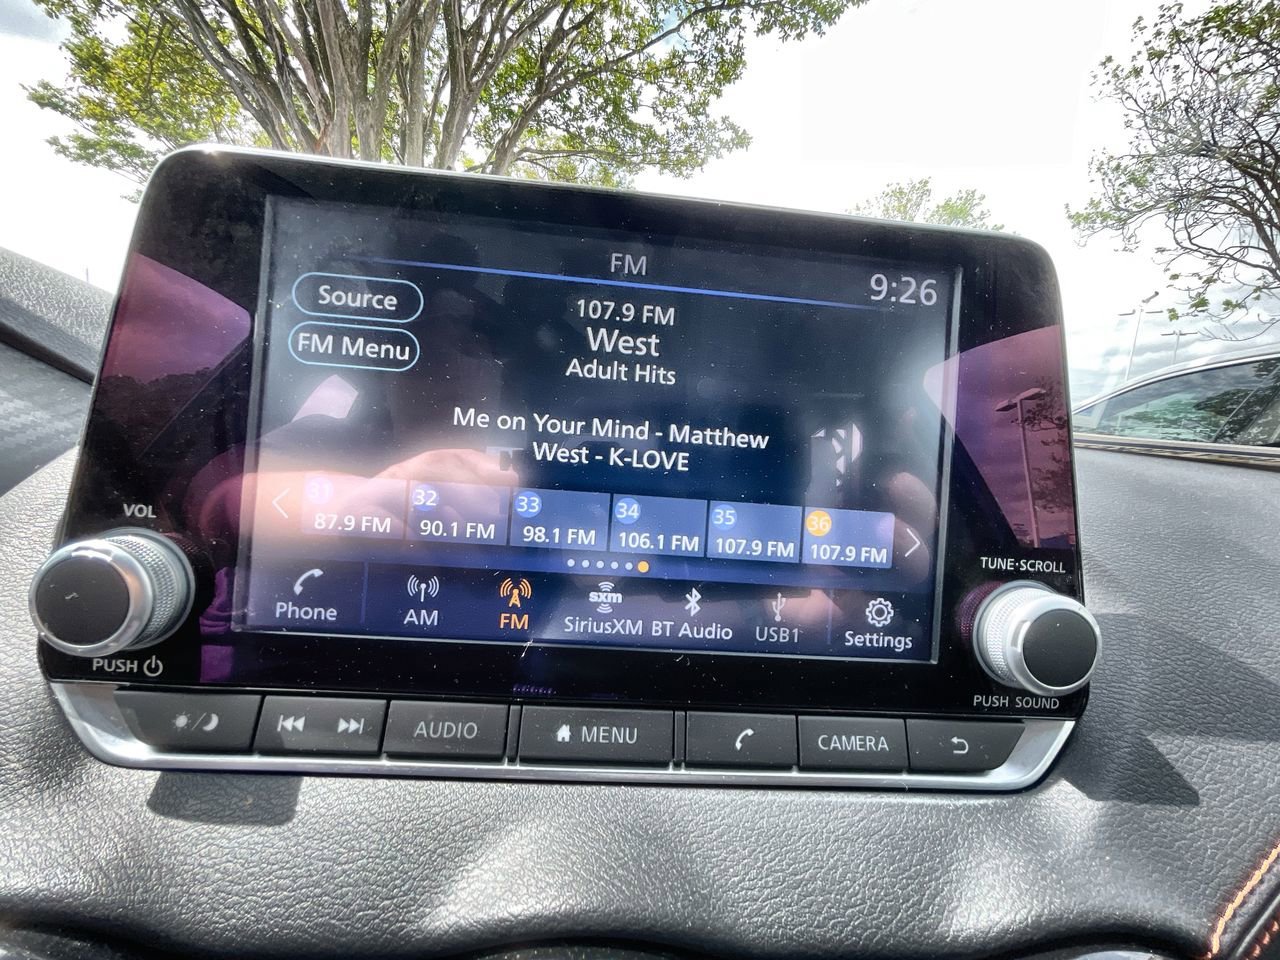 FM
9:26
Source
107.9 FM
West
FM Menu
Adult Hits
Me on Your Mind - Matthew
West - K-LOVE
31 32 33 34 35 36
87.9 FM 90.1 FM 98.1 FM 106.1 FM 107.9 FM 107.9 FM
Phone AM FM sxm SiriusXM BT Audio USB1 Settings
VOL
PUSH
TUNE·SCROLL
PUSH SOUND
AUDIO MENU CAMERA